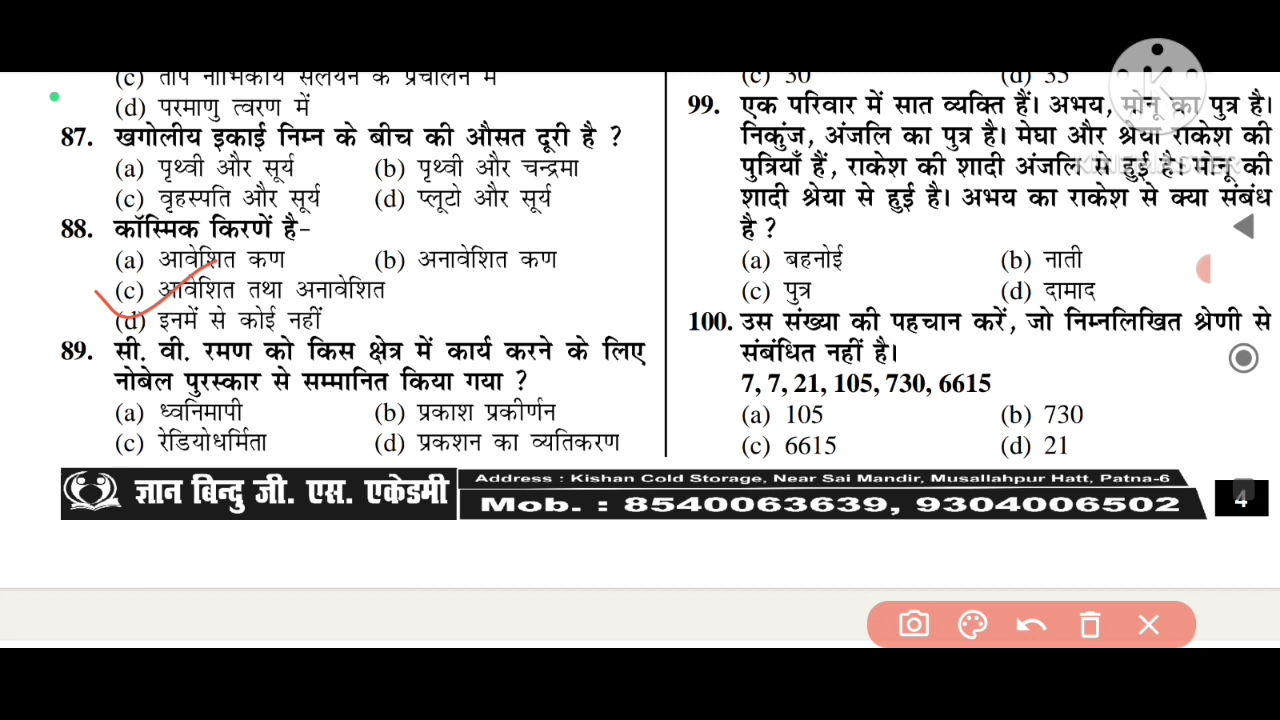 (c) ताप नाभिकीय संलयन के प्रचालन में
(d) परमाणु त्वरण में
87. खगोलीय इकाई निम्न के बीच की औसत दूरी है ?
(a) पृथ्वी और सूर्य (b) पृथ्वी और चन्द्रमा
(c) वृहस्पति और सूर्य (d) प्लूटो और सूर्य
88. कॉस्मिक किरणें है-
(a) आवेशित कण (b) अनावेशित कण
(c) आवेशित तथा अनावेशित
(d) इनमें से कोई नहीं
89. सी. वी. रमण को किस क्षेत्र में कार्य करने के लिए
नोबेल पुरस्कार से सम्मानित किया गया ?
(a) ध्वनिमापी (b) प्रकाश प्रकीर्णन
(c) रेडियोधर्मिता (d) प्रकशन का व्यतिकरण
(c) 30 (d) 35
99. एक परिवार में सात व्यक्ति हैं। अभय, मोनू का पुत्र है।
निकुंज, अंजलि का पुत्र है। मेघा और श्रेया राकेश की
पुत्रियाँ हैं, राकेश की शादी अंजलि से हुई है। मोनू की
शादी श्रेया से हुई है। अभय का राकेश से क्या संबंध
है ?
(a) बहनोई (b) नाती
(c) पुत्र (d) दामाद
100. उस संख्या की पहचान करें, जो निम्नलिखित श्रेणी से
संबंधित नहीं है।
7, 7, 21, 105, 730, 6615
(a) 105 (b) 730
(c) 6615 (d) 21
KINEMASTER
ज्ञान बिन्दु जी. एस. एकेडमी
Address : Kishan Cold Storage, Near Sai Mandir, Musallahpur Hatt, Patna-6
Mob. : 8540063639, 9304006502
4